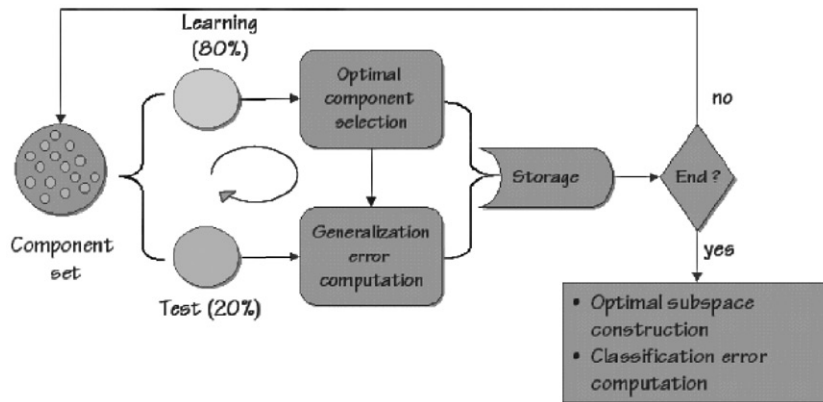 Learning
(80%)
Optimal
component
selection
no
Storage
End ?
Component
set
Generalization
error
computation
yes
Test (20%)
• Optimal subspace
construction
• Classification error
computation